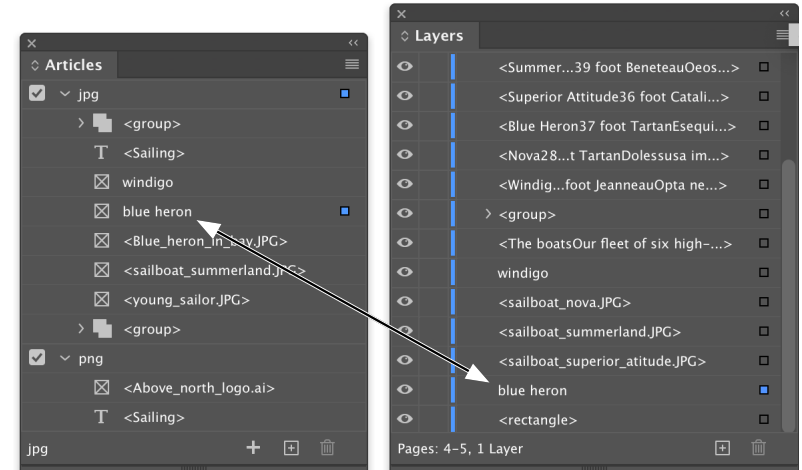 Articles
jpg
<group>
<Sailing>
windigo
blue heron
<Blue_heron_in_bay.JPG>
<sailboat_summerland.JPG>
<young_sailor.JPG>
<group>
png
<Above_north_logo.ai>
<Sailing>
jpg
Layers
<Summer...39 foot BeneteauOeos...>
<Superior Attitude36 foot Catali...>
<Blue Heron37 foot TartanEsequi...>
<Nova28...t TartanDolessusa im...>
<Windig...foot JeanneauOpta ne...>
<group>
<The boatsOur fleet of six high-...>
windigo
<sailboat_nova.JPG>
<sailboat_summerland.JPG>
<sailboat_superior_atitude.JPG>
blue heron
<rectangle>
Pages: 4-5, 1 Layer